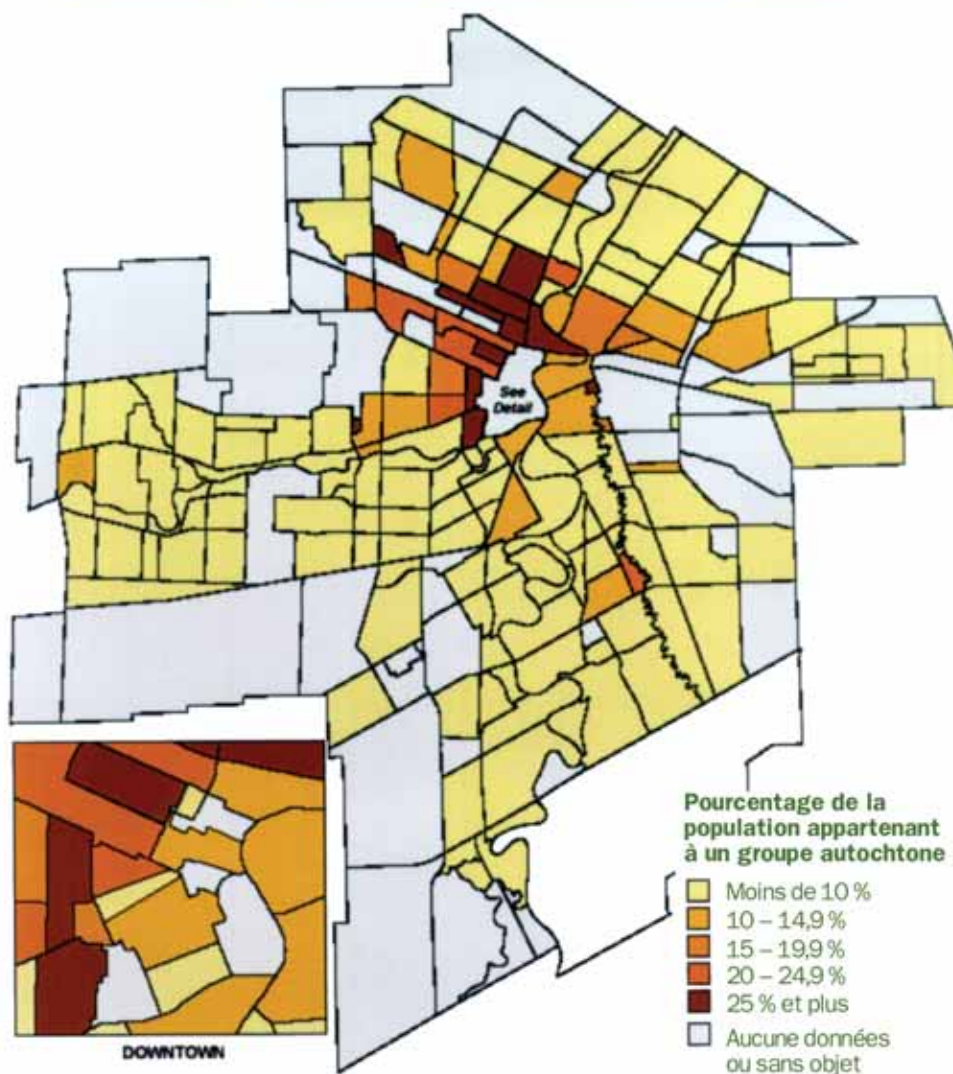 See
Detail
DOWNTOWN
Pourcentage de la
population appartenant
à un groupe autochtone
Moins de 10 %
10 – 14,9 %
15 – 19,9 %
20 – 24,9 %
25 % et plus
Aucune données
ou sans objet